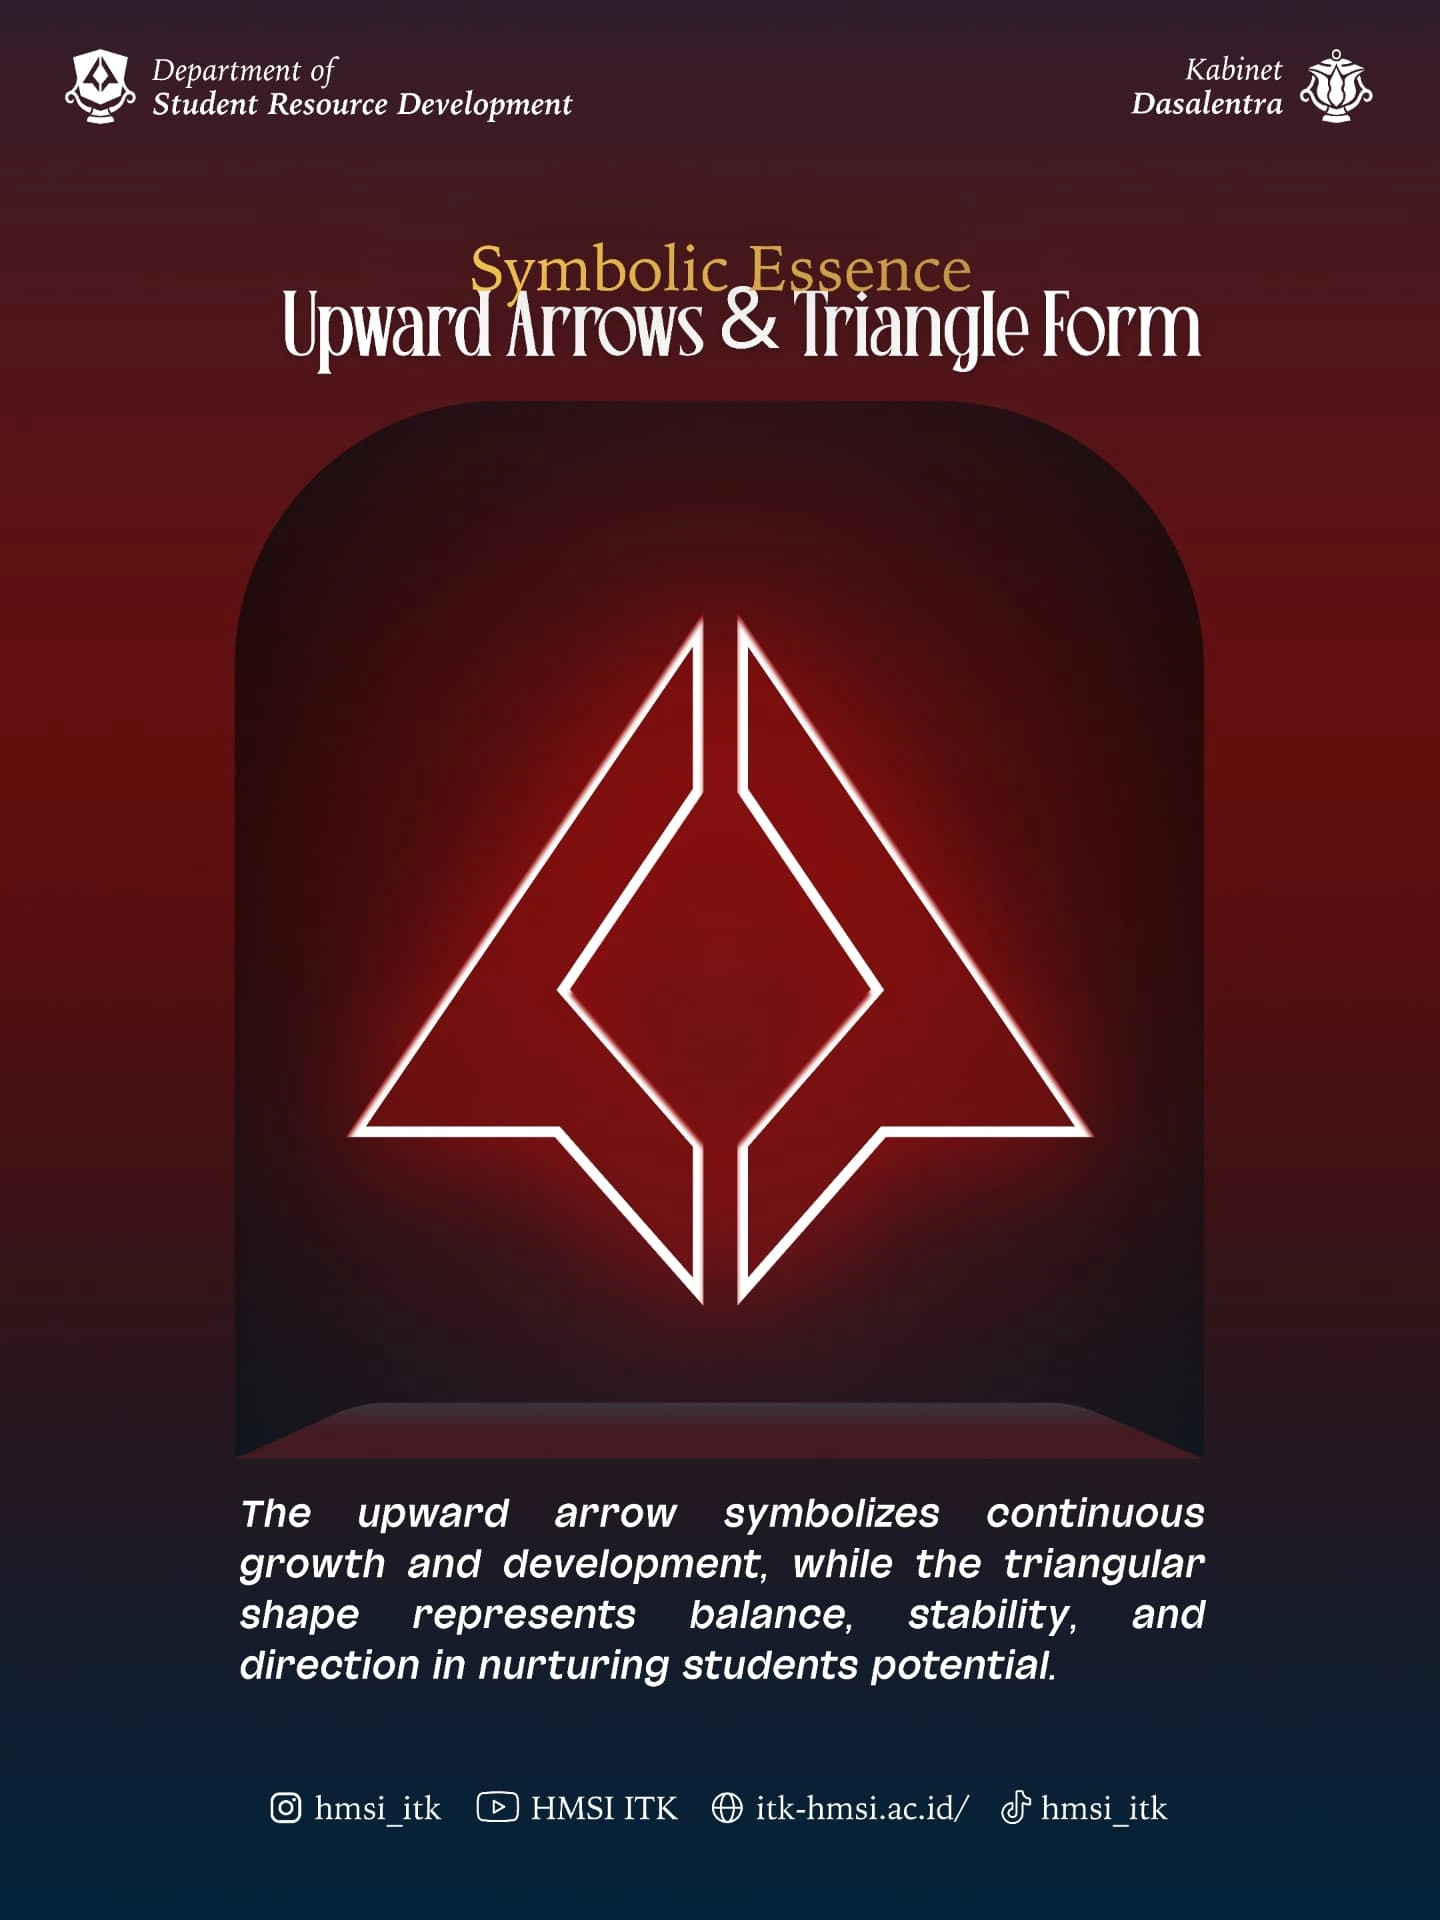 Department of
Student Resource Development
Kabinet
Dasalentra
Symbolic Essence
Upward Arrows & Triangle Form
The upward arrow symbolizes continuous
growth and development, while the triangular
shape represents balance, stability, and
direction in nurturing students potential.
hmsi_itk HMSI ITK itk-hmsi.ac.id/ hmsi_itk